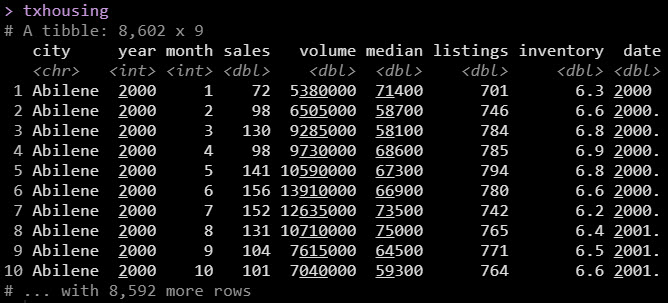 > txhousing
# A tibble: 8,602 x 9
city year month sales volume median listings inventory date
<chr> <int> <int> <dbl> <dbl> <dbl> <dbl> <dbl> <dbl>
1 Abilene 2000 1 72 5380000 71400 701 6.3 2000
2 Abilene 2000 2 98 6505000 58700 746 6.6 2000.
3 Abilene 2000 3 130 9285000 58100 784 6.8 2000.
4 Abilene 2000 4 98 9730000 68600 785 6.9 2000.
5 Abilene 2000 5 141 10590000 67300 794 6.8 2000.
6 Abilene 2000 6 156 13910000 66900 780 6.6 2000.
7 Abilene 2000 7 152 12635000 73500 742 6.2 2000.
8 Abilene 2000 8 131 10710000 75000 765 6.4 2001.
9 Abilene 2000 9 104 7615000 64500 771 6.5 2001.
10 Abilene 2000 10 101 7040000 59300 764 6.6 2001.
# ... with 8,592 more rows